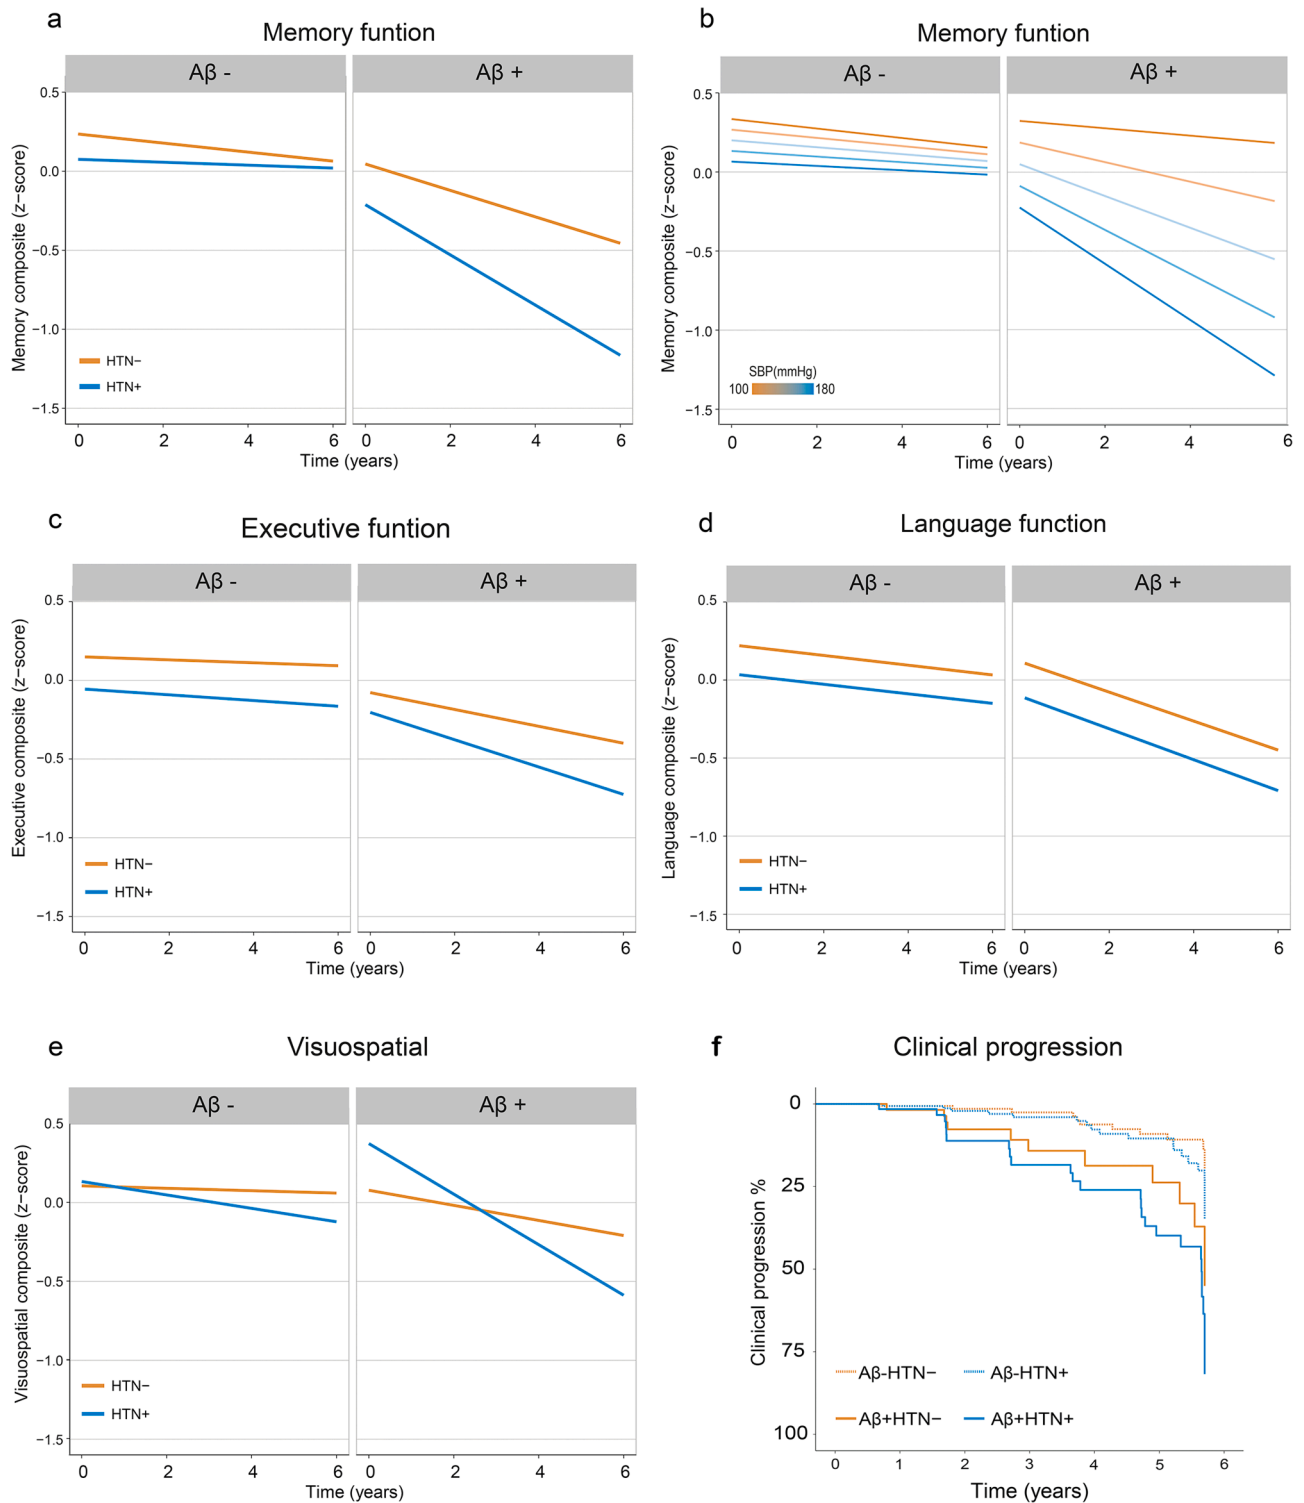 a
Memory funtion
Aβ -
Aβ +
0.5
0.0
−0.5
−1.0
−1.5
Memory composite (z−score)
HTN−
HTN+
0 2 4 6
0 2 4 6
Time (years)
b
Memory funtion
Aβ -
Aβ +
0.5
0.0
−0.5
−1.0
−1.5
Memory composite (z−score)
SBP(mmHg)
100 180
0 2 4 6
0 2 4 6
Time (years)
c
Executive funtion
Aβ -
Aβ +
0.5
0.0
−0.5
−1.0
−1.5
Executive composite (z−score)
HTN−
HTN+
0 2 4 6
0 2 4 6
Time (years)
d
Language function
Aβ -
Aβ +
0.5
0.0
−0.5
−1.0
−1.5
Language composite (z−score)
HTN−
HTN+
0 2 4 6
0 2 4 6
Time (years)
e
Visuospatial
Aβ -
Aβ +
0.5
0.0
−0.5
−1.0
−1.5
Visuospatial composite (z−score)
HTN−
HTN+
0 2 4 6
0 2 4 6
Time (years)
f
Clinical progression
0
25
50
75
100
Clinical progression %
Aβ-HTN− Aβ-HTN+
Aβ+HTN− Aβ+HTN+
0 1 2 3 4 5 6
Time (years)